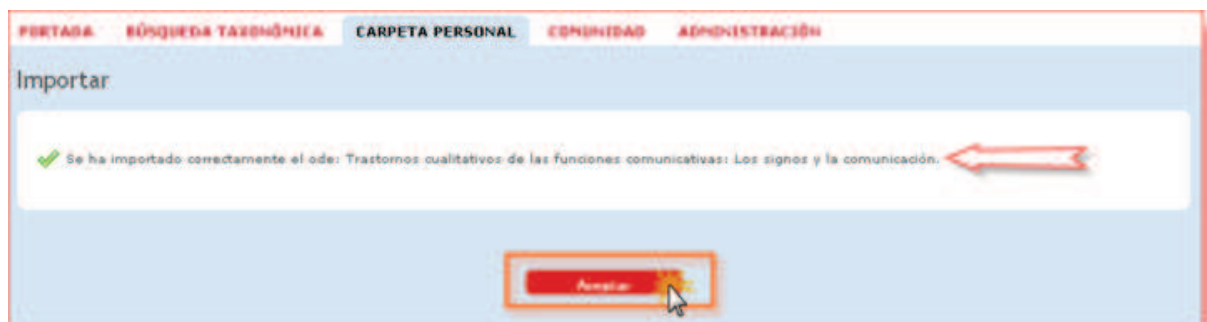 PORTADA BÚSQUEDA TAXONÓMICA CARPETA PERSONAL COMUNIDAD ADMINISTRACIÓN
Importar
Se ha importado correctamente el ode: Trastornos cualitativos de las funciones comunicativas: Los signos y la comunicación.
Aceptar